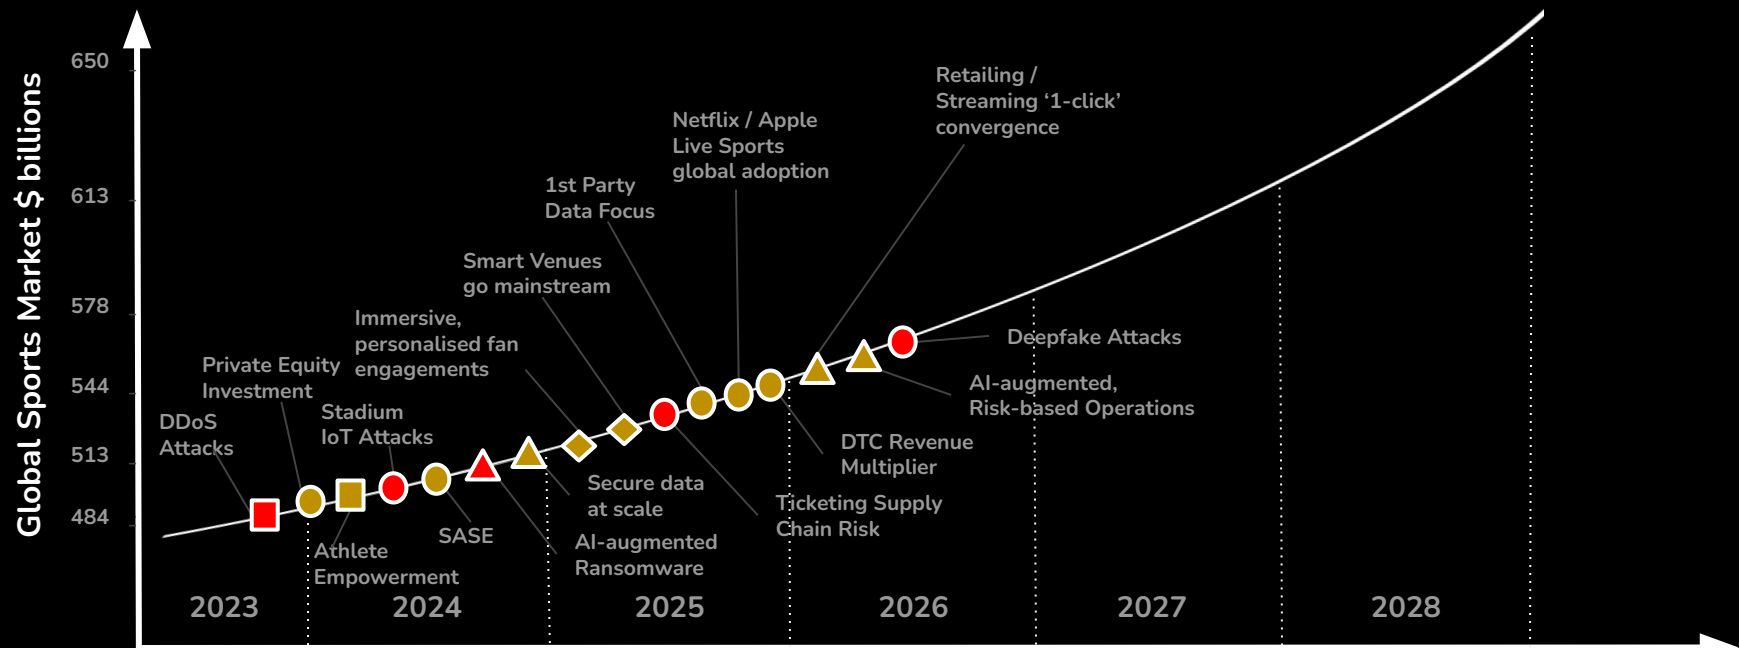 Global Sports Market $ billions
650
613
578
544
513
484
Retailing /
Streaming ‘1-click’
convergence
Netflix / Apple
Live Sports
global adoption
1st Party
Data Focus
Smart Venues
go mainstream
Immersive,
personalised fan
engagements
Private Equity
Investment
Stadium
IoT Attacks
DDoS
Attacks
Deepfake Attacks
AI-augmented,
Risk-based Operations
DTC Revenue
Multiplier
Secure data
at scale
Ticketing Supply
Chain Risk
SASE
AI-augmented
Ransomware
Athlete
Empowerment
2023
2024
2025
2026
2027
2028